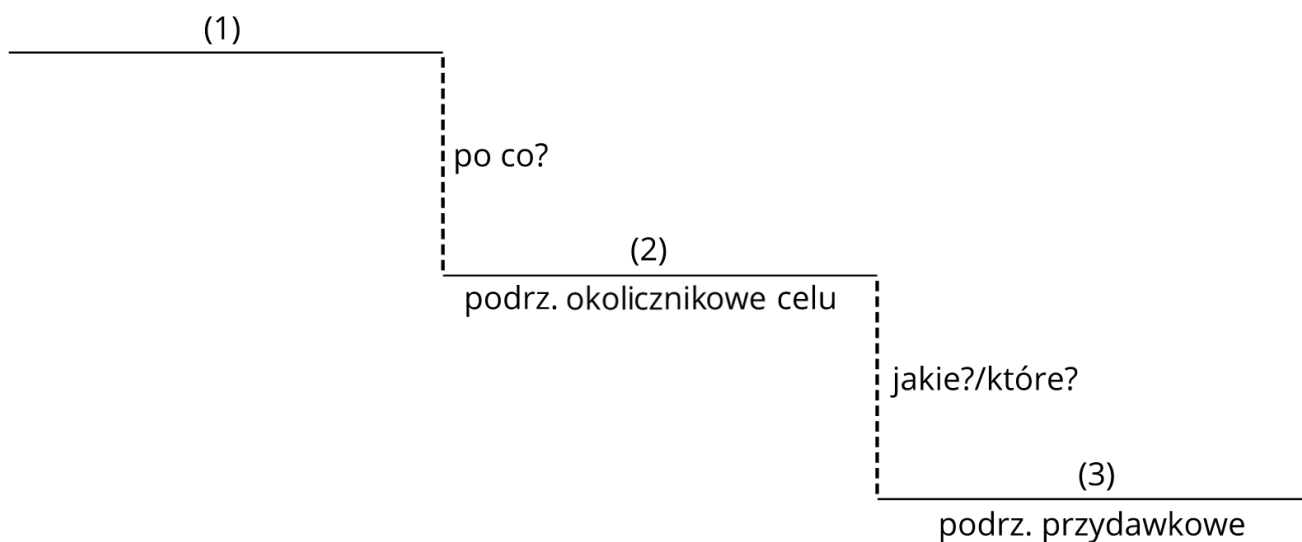 (1)
po co?
(2)
podrz. okolicznikowe celu
jakie?/które?
(3)
podrz. przydawkowe